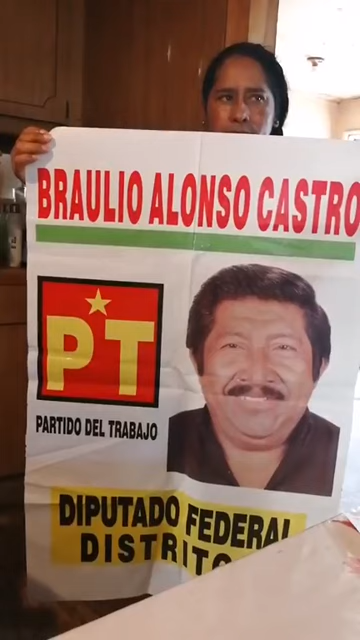 BRAULIO ALONSO CASTRO
PT
PARTIDO DEL TRABAJO
DIPUTADO FEDERAL
DISTRITO